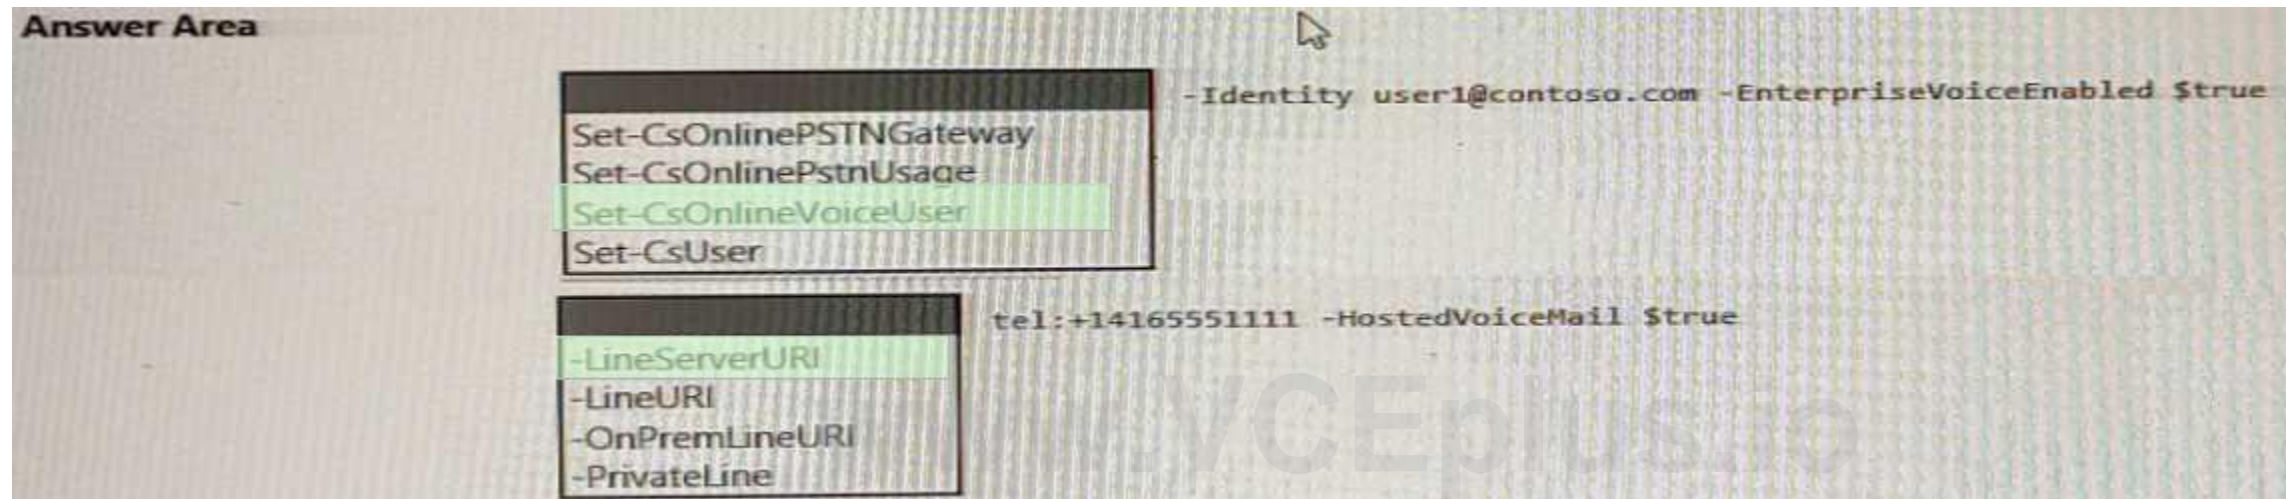 Answer Area
-Identity user1@contoso.com -EnterpriseVoiceEnabled $true
Set-CsOnlinePSTNGateway
Set-CsOnlinePstnUsage
Set-CsOnlineVoiceUser
Set-CsUser
tel:+14165551111 -HostedVoiceMail $true
-LineServerURI
-LineURI
-OnPremLineURI
-PrivateLine
VCEplus.io